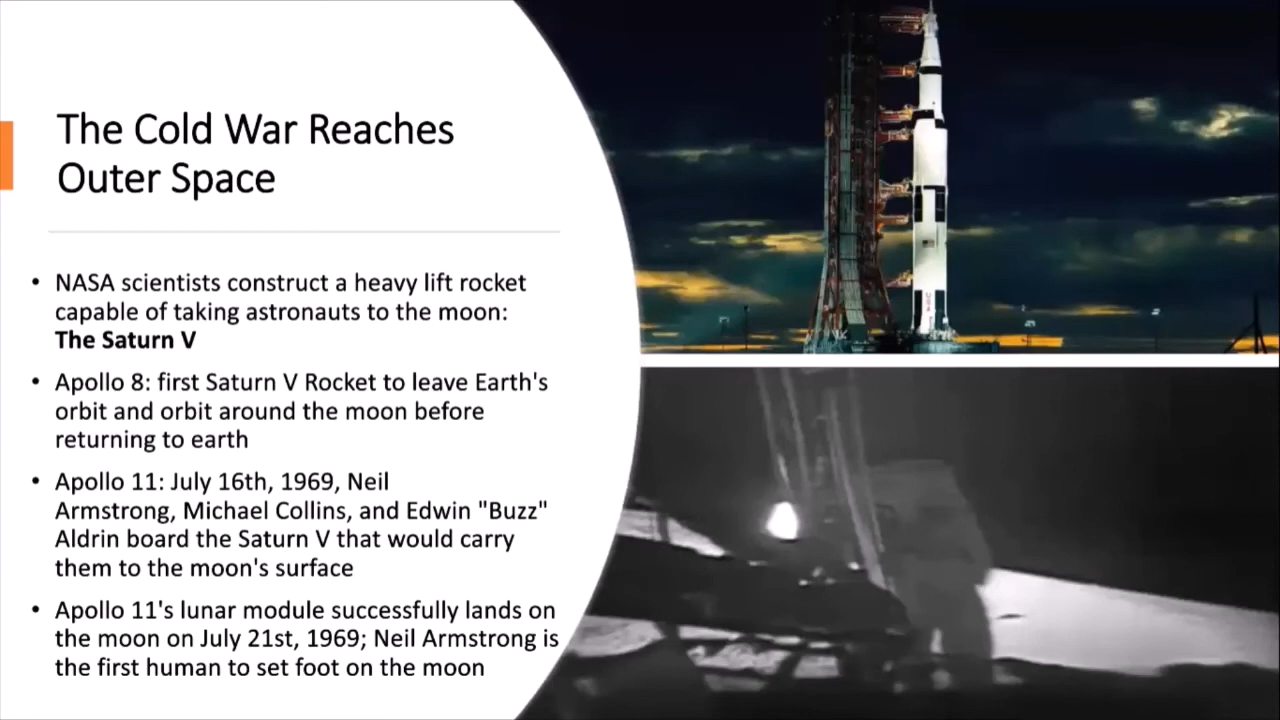 The Cold War Reaches
Outer Space
• NASA scientists construct a heavy lift rocket
capable of taking astronauts to the moon:
The Saturn V
• Apollo 8: first Saturn V Rocket to leave Earth's
orbit and orbit around the moon before
returning to earth
• Apollo 11: July 16th, 1969, Neil
Armstrong, Michael Collins, and Edwin "Buzz"
Aldrin board the Saturn V that would carry
them to the moon's surface
• Apollo 11's lunar module successfully lands on
the moon on July 21st, 1969; Neil Armstrong is
the first human to set foot on the moon